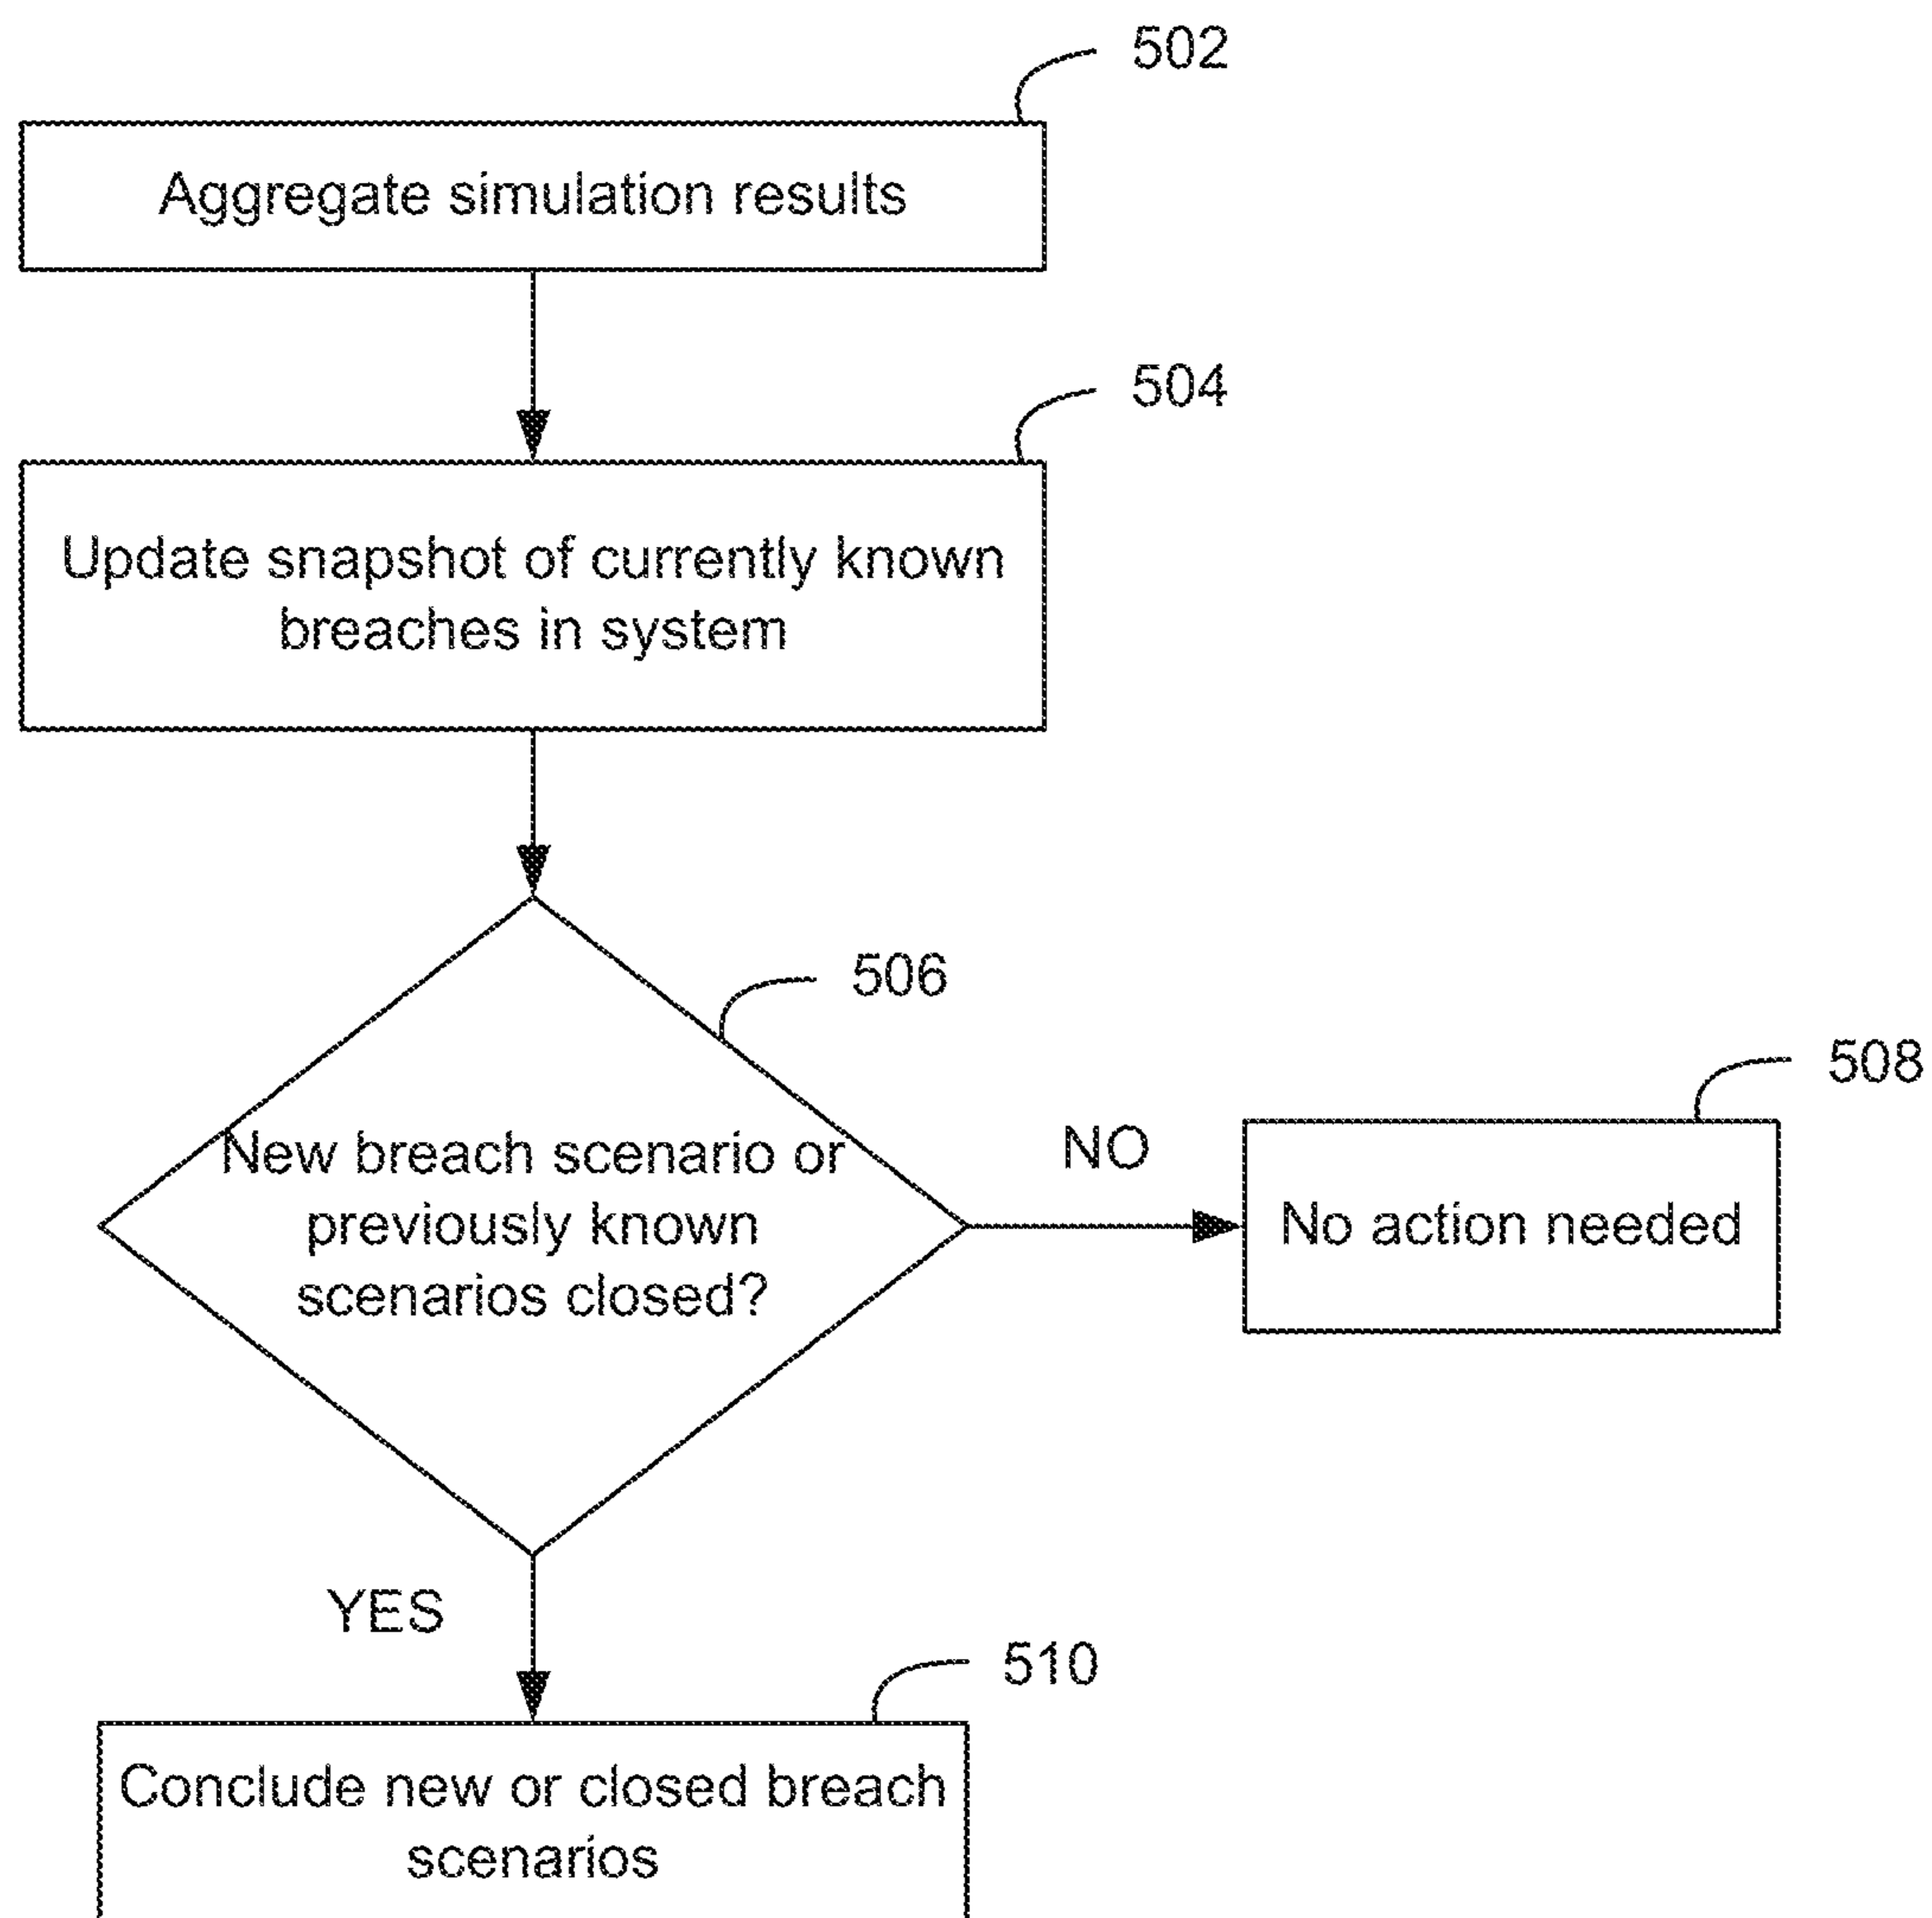 502
Aggregate simulation results
504
Update snapshot of currently known
breaches in system
506
New breach scenario or
previously known
scenarios closed?
NO
508
No action needed
YES
510
Conclude new or closed breach
scenarios